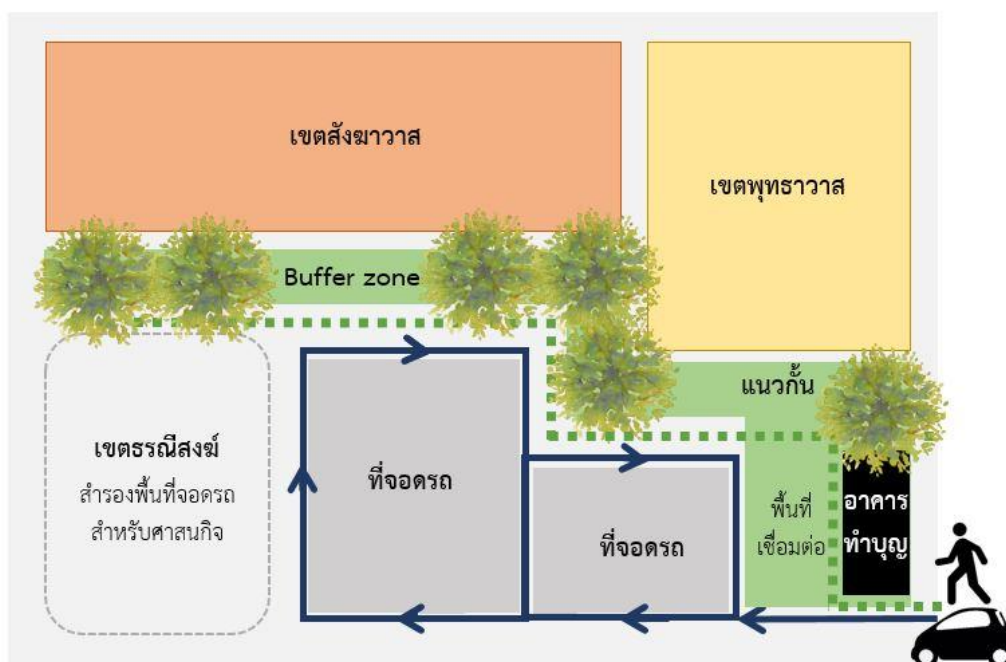 เขตสังฆาวาส
เขตพุทธาวาส
Buffer zone
แนวกั้น
เขตธรณีสงฆ์
สำรองพื้นที่จอดรถ
สำหรับศาสนกิจ
ที่จอดรถ
ที่จอดรถ
พื้นที่
เชื่อมต่อ
อาคาร
ทำบุญ